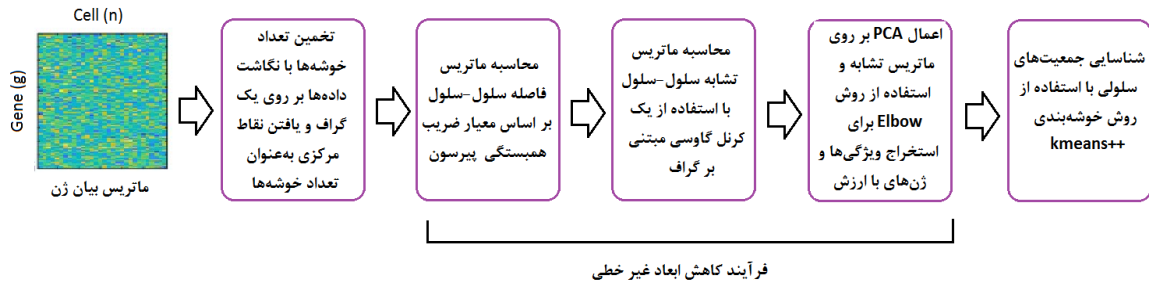 Cell (n)
Gene (g)
ماتریس بیان ژن
تخمین تعداد
خوشه‌ها با نگاشت
داده‌ها بر روی یک
گراف و یافتن نقاط
مرکزی به‌عنوان
تعداد خوشه‌ها
محاسبه ماتریس
فاصله سلول-سلول
بر اساس معیار ضریب
همبستگی پیرسون
محاسبه ماتریس
تشابه سلول-سلول
با استفاده از یک
کرنل گاوسی مبتنی
بر گراف
اعمال PCA بر روی
ماتریس تشابه و
استفاده از روش
Elbow برای
استخراج ویژگی‌ها و
ژن‌های با ارزش
شناسایی جمعیت‌های
سلولی با استفاده از
روش خوشه‌بندی
kmeans++
فرآیند کاهش ابعاد غیر خطی